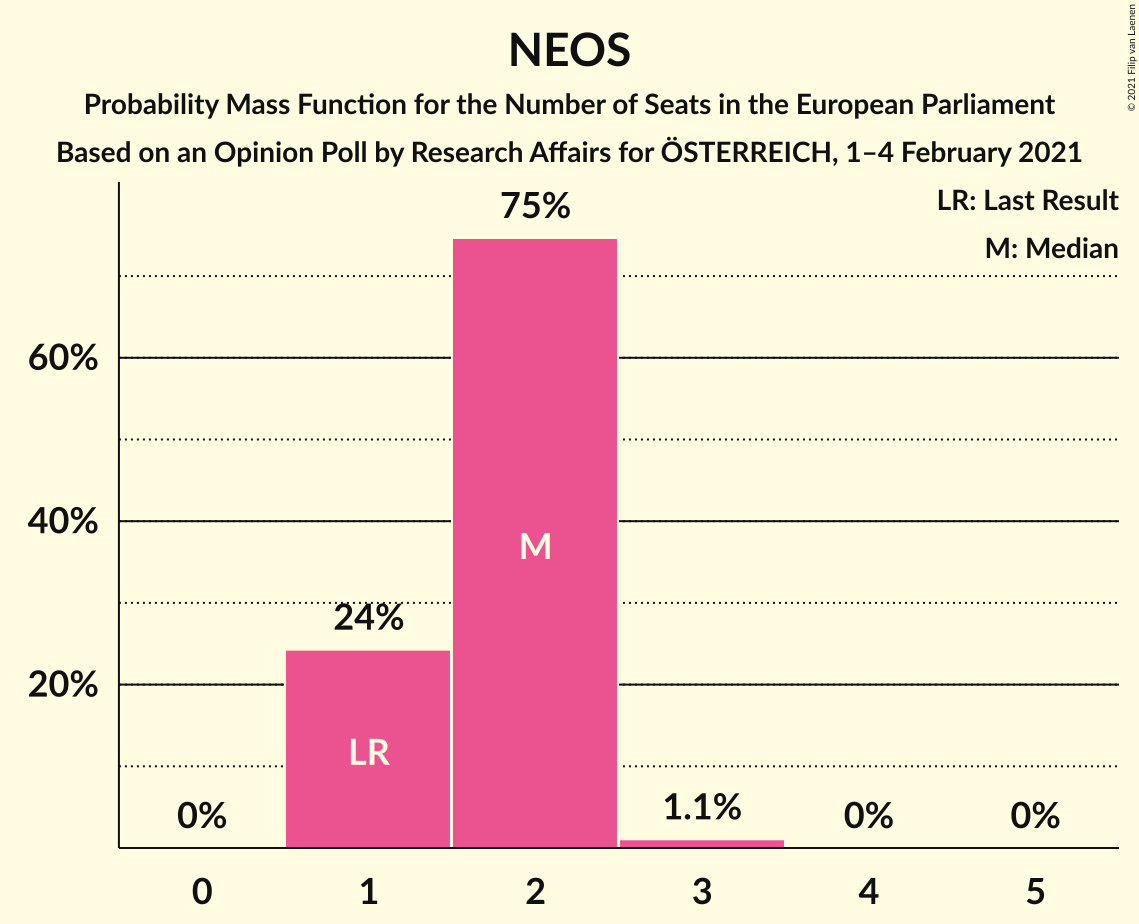 NEOS
Probability Mass Function for the Number of Seats in the European Parliament
Based on an Opinion Poll by Research Affairs for ÖSTERREICH, 1–4 February 2021
© 2021 Filip van Laenen
LR: Last Result
M: Median
75%
60%
40%
M
24%
20%
LR
0%
1.1%
0%
0%
0 1 2 3 4 5